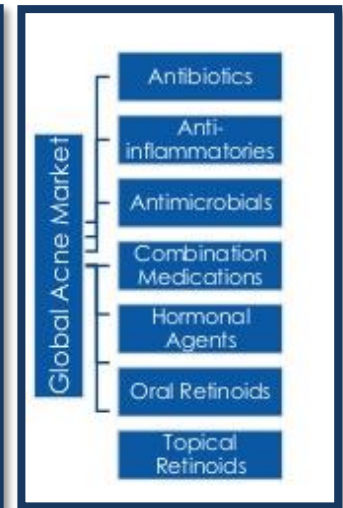 Global Acne Market
Antibiotics
Anti-
inflammatories
Antimicrobials
Combination
Medications
Hormonal
Agents
Oral Retinoids
Topical
Retinoids